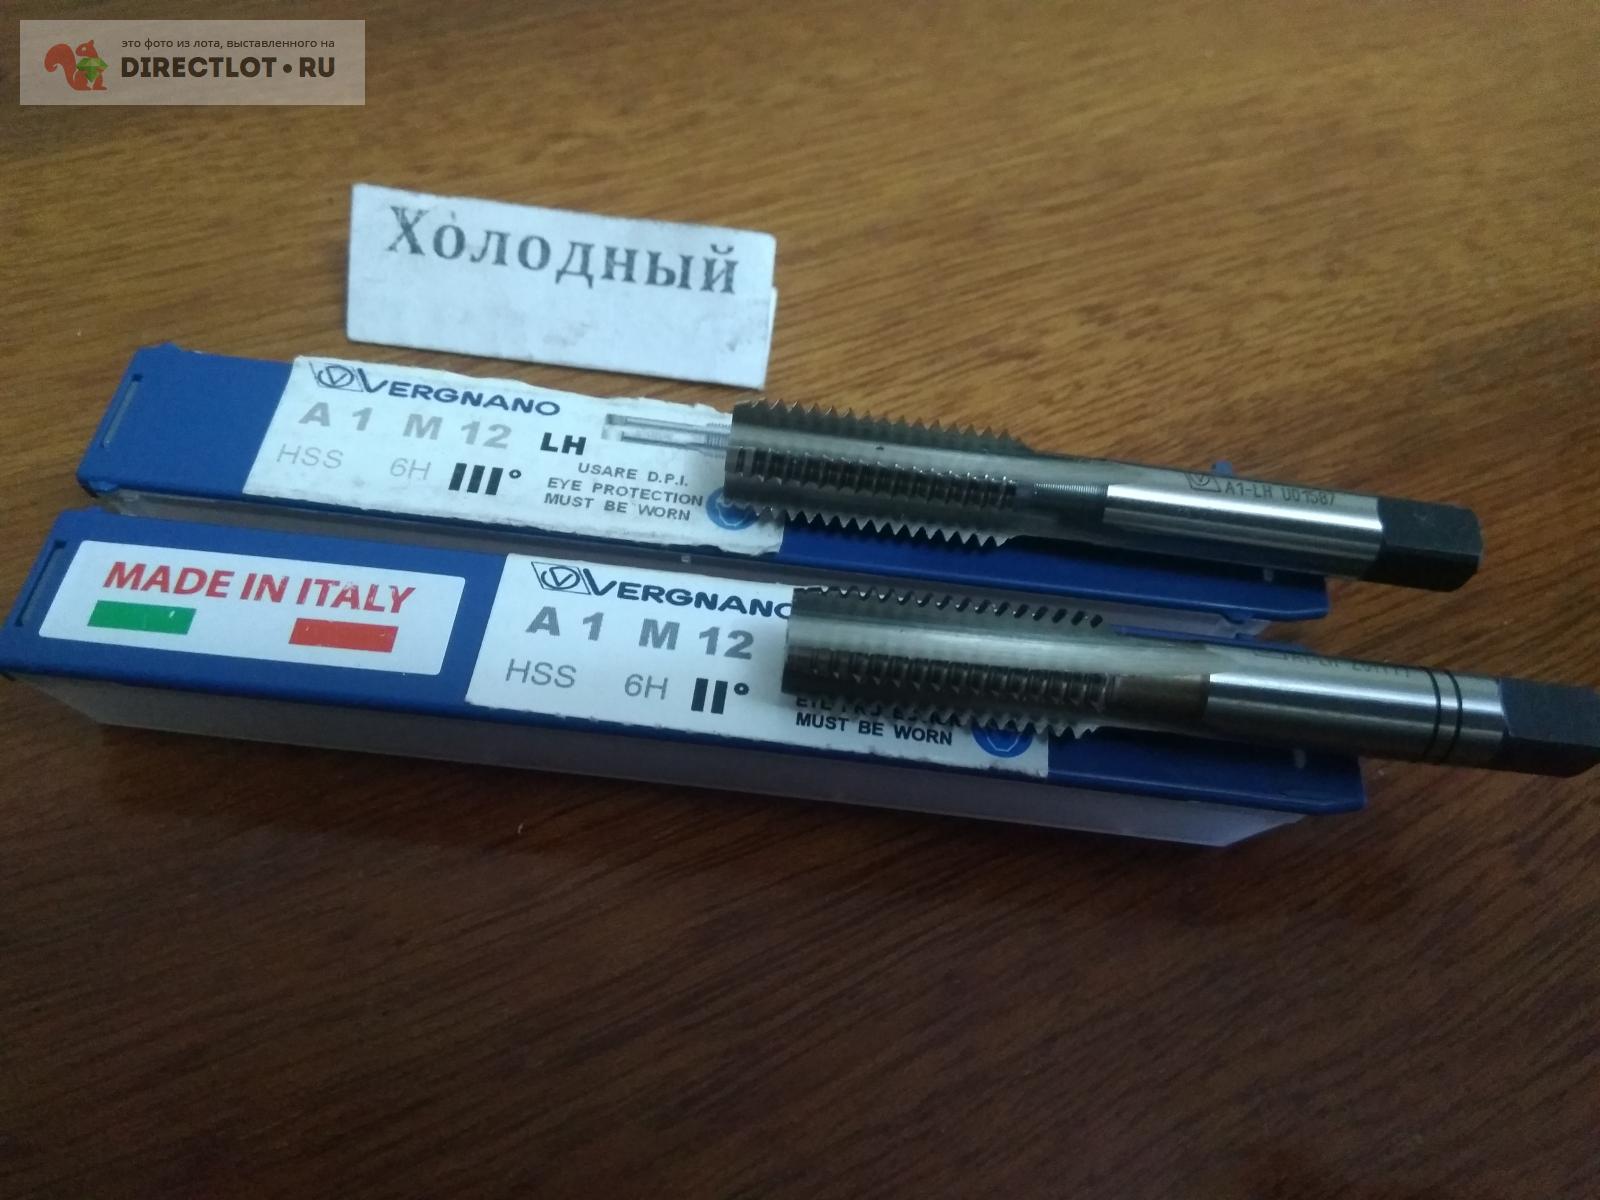 это фото из лота, выставленного на
DIRECTLOT•RU
Холодный
VERGNANO
A 1 M 12 LH
HSS 6H III°
USARE D.P.I.
EYE PROTECTION
MUST BE WORN
A1-LH 001587
MADE IN ITALY
VERGNANO
A 1 M 12
HSS 6H II°
MUST BE WORN